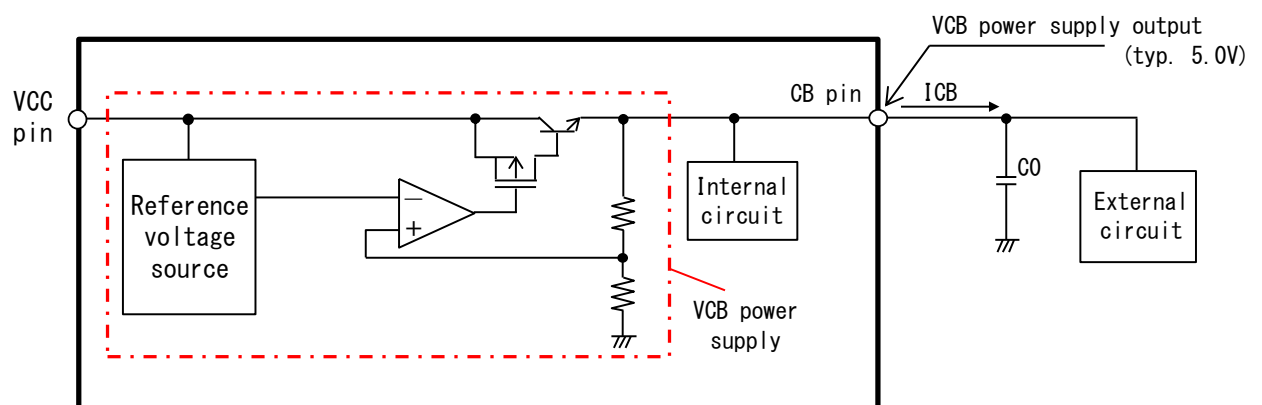 VCB power supply output
(typ. 5.0V)
VCC
pin
CB pin
ICB
Reference
voltage
source
−
+
Internal
circuit
CO
External
circuit
VCB power
supply